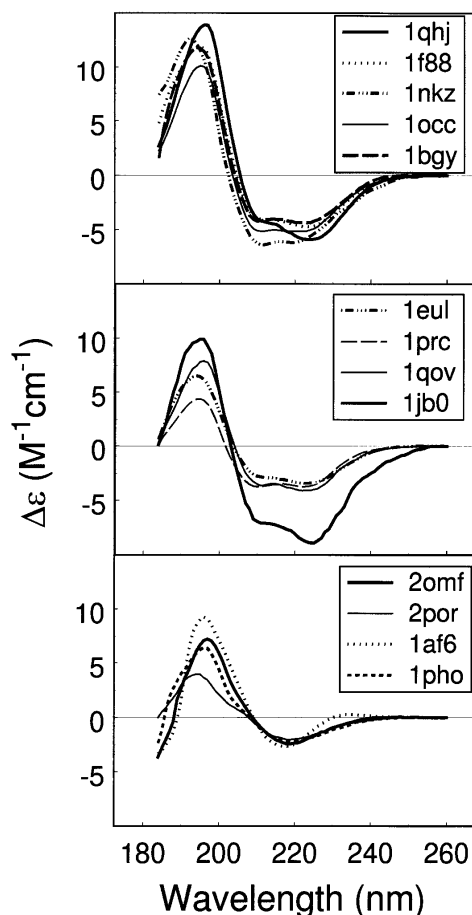 10
5
0
-5
1qhj
1f88
1nkz
1occ
1bgy
10
5
0
-5
1eul
1prc
1qov
1jb0
Δε (M⁻¹cm⁻¹)
10
5
0
-5
2omf
2por
1af6
1pho
180 200 220 240 260
Wavelength (nm)